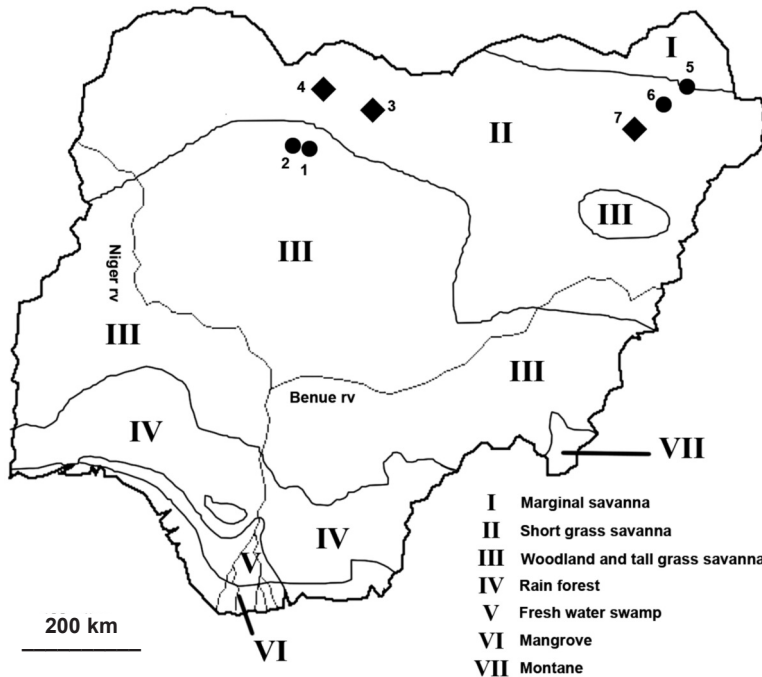 I
5
4
6
3
7
II
2
1
III
III
Niger rv
III
III
Benue rv
IV
VII
IV
V
VI
200 km
I Marginal savanna
II Short grass savanna
III Woodland and tall grass savanna
IV Rain forest
V Fresh water swamp
VI Mangrove
VII Montane